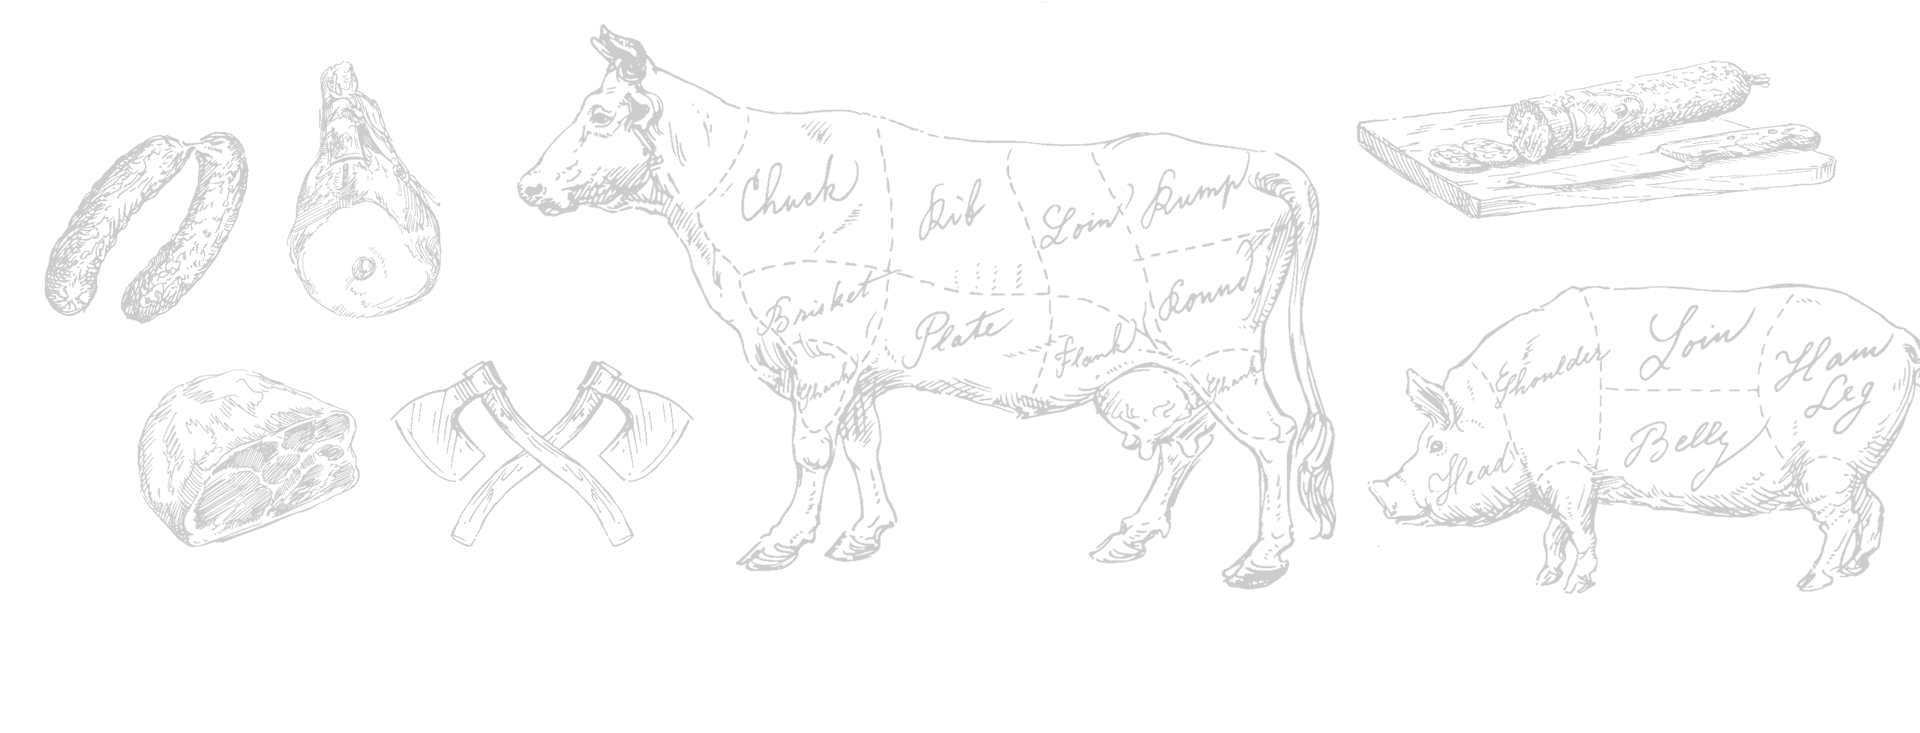 Chuck
Rib
Loin
Rump
Brisket
Plate
Flank
Round
Shank
Shank
Head
Shoulder
Loin
Belly
Ham
Leg